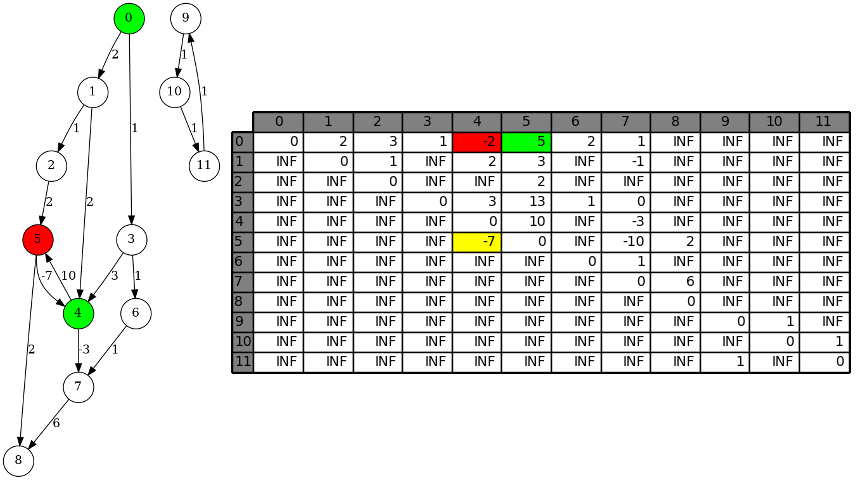 0
9
2
1
1
1
10
1
1
1
2
11
2
2
5
3
-7
10
3
1
4
6
2
-3
1
7
6
8
0 1 2 3 4 5 6 7 8 9 10 11
0 0 2 3 1 -2 5 2 1 INF INF INF INF
1 INF 0 1 INF 2 3 INF -1 INF INF INF INF
2 INF INF 0 INF INF 2 INF INF INF INF INF INF
3 INF INF INF 0 3 13 1 0 INF INF INF INF
4 INF INF INF INF 0 10 INF -3 INF INF INF INF
5 INF INF INF INF -7 0 INF -10 2 INF INF INF
6 INF INF INF INF INF INF 0 1 INF INF INF INF
7 INF INF INF INF INF INF INF 0 6 INF INF INF
8 INF INF INF INF INF INF INF INF 0 INF INF INF
9 INF INF INF INF INF INF INF INF INF 0 1 INF
10 INF INF INF INF INF INF INF INF INF INF 0 1
11 INF INF INF INF INF INF INF INF INF 1 INF 0